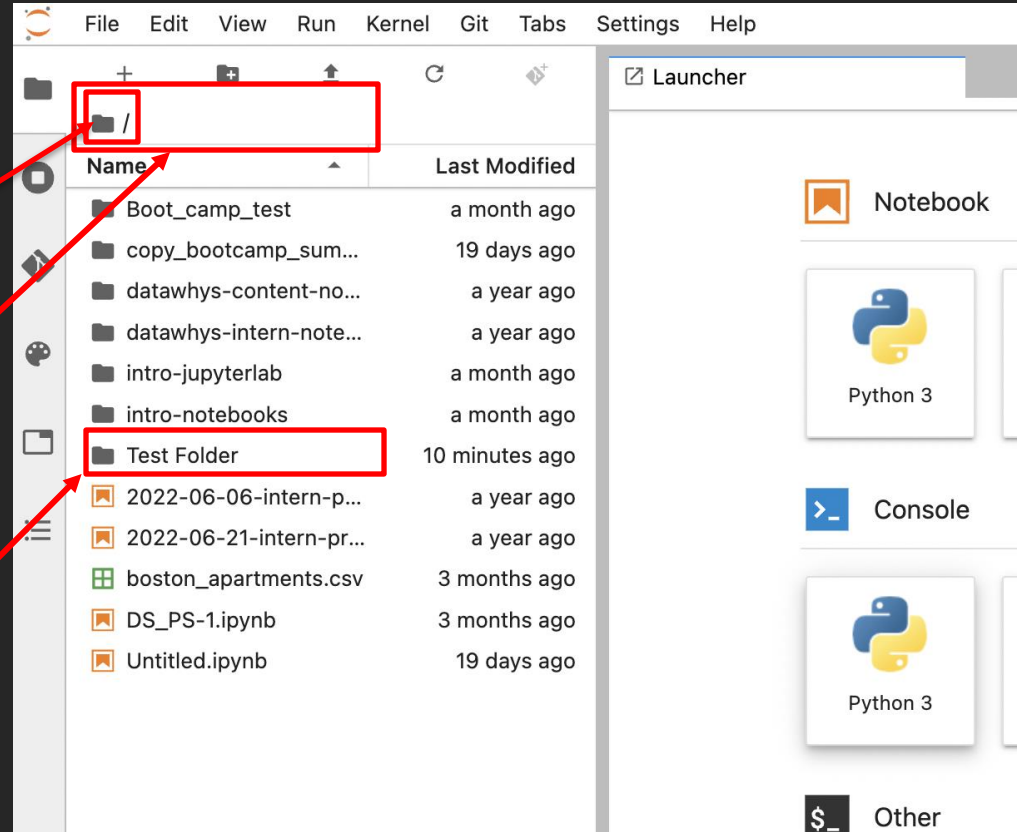 File Edit View Run Kernel Git Tabs Settings Help
Launcher
/
Name Last Modified
Boot_camp_test a month ago
copy_bootcamp_sum... 19 days ago
datawhys-content-no... a year ago
datawhys-intern-note... a year ago
intro-jupyterlab a month ago
intro-notebooks a month ago
Test Folder 10 minutes ago
2022-06-06-intern-p... a year ago
2022-06-21-intern-pr... a year ago
boston_apartments.csv 3 months ago
DS_PS-1.ipynb 3 months ago
Untitled.ipynb 19 days ago
Notebook
Python 3
>_ Console
Python 3
$_ Other